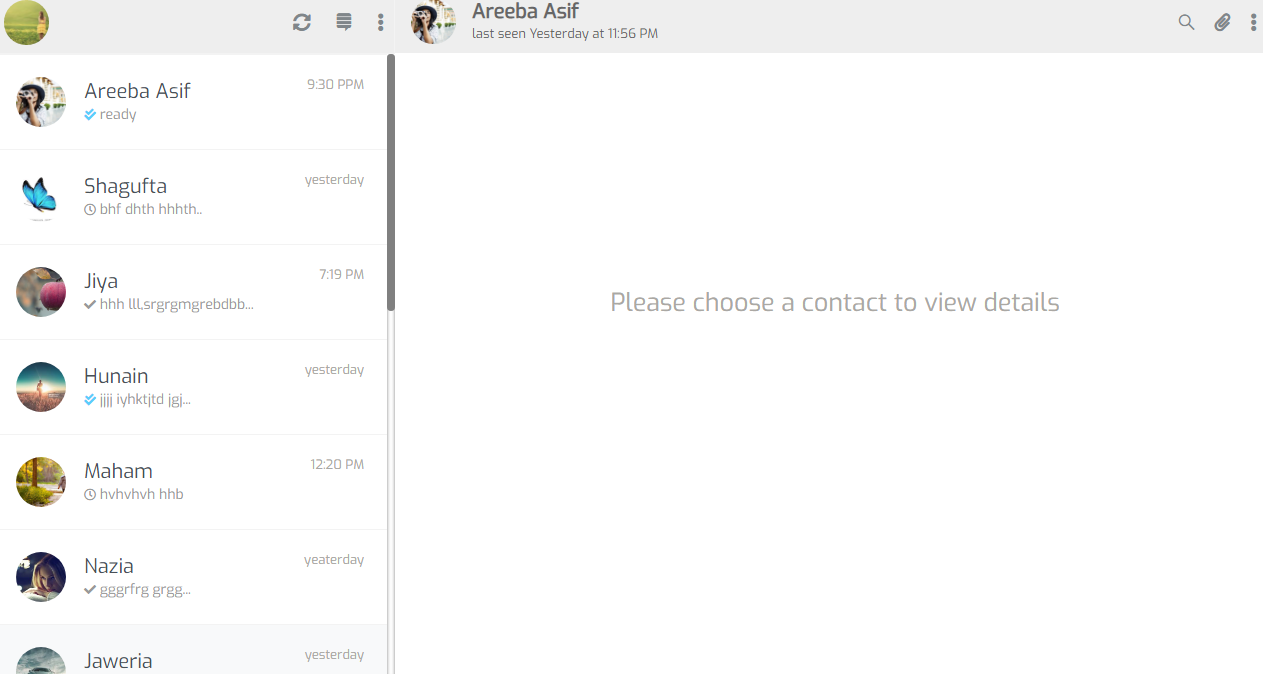 Areeba Asif
last seen Yesterday at 11:56 PM
Areeba Asif
9:30 PPM
ready
Shagufta
yesterday
bhf dhth hhhth..
Jiya
7:19 PM
hhh lll,srgrgmgrebdbb...
Hunain
yesterday
jjjj iyhktjtd jgj...
Maham
12:20 PM
hvhvhvh hhb
Nazia
yeaterday
gggrfrg grgg...
Jaweria
yesterday
Please choose a contact to view details